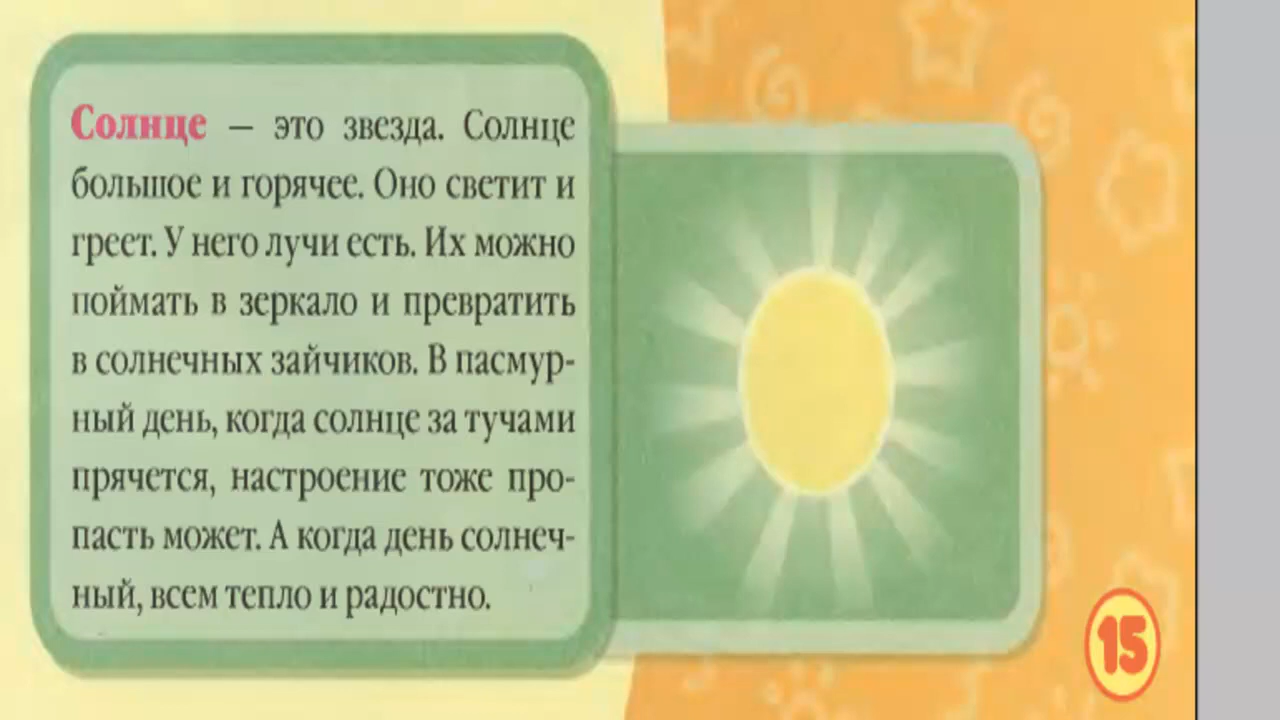 Солнце — это звезда. Солнце
большое и горячее. Оно светит и
греет. У него лучи есть. Их можно
поймать в зеркало и превратить
в солнечных зайчиков. В пасмур-
ный день, когда солнце за тучами
прячется, настроение тоже про-
пасть может. А когда день солнеч-
ный, всем тепло и радостно.
15